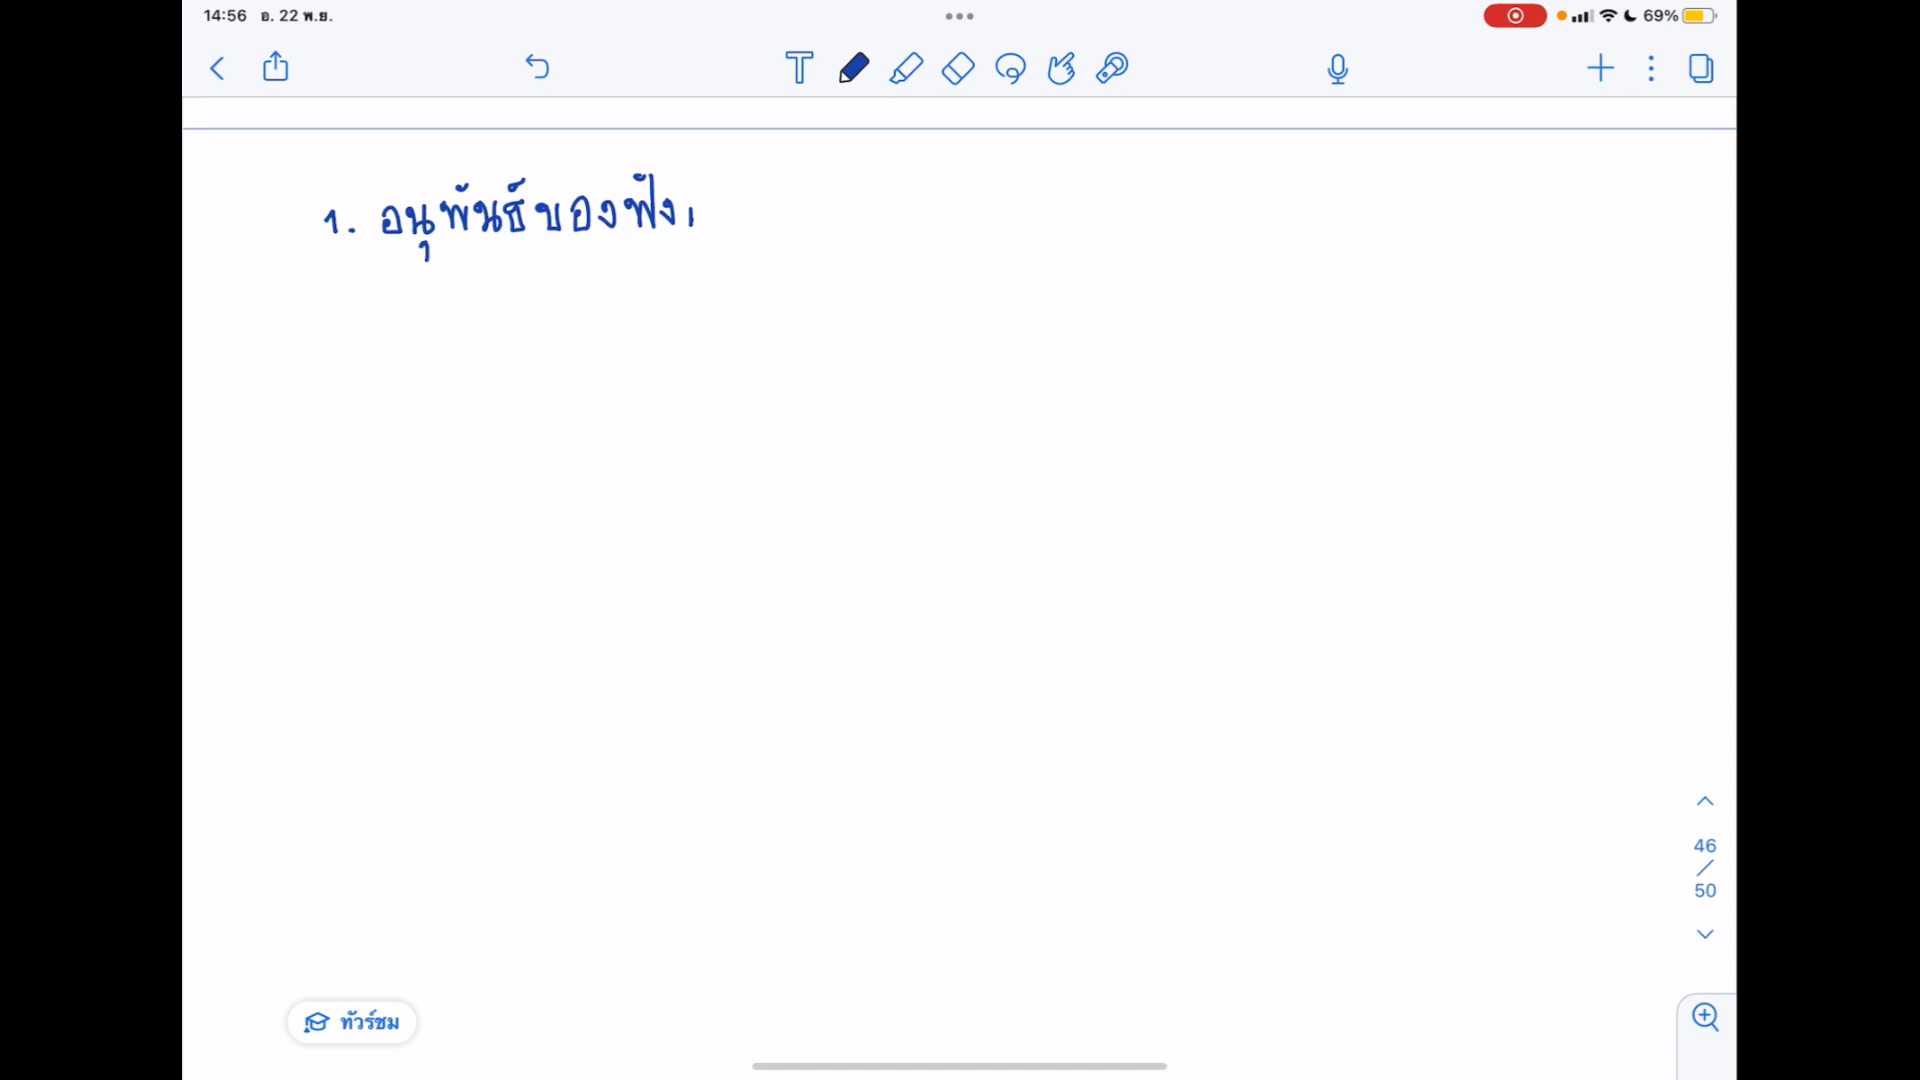 14:56 อ. 22 พ.ย.
69%
1. อนุพันธ์ของฟัง
46
50
ทัวร์ชม